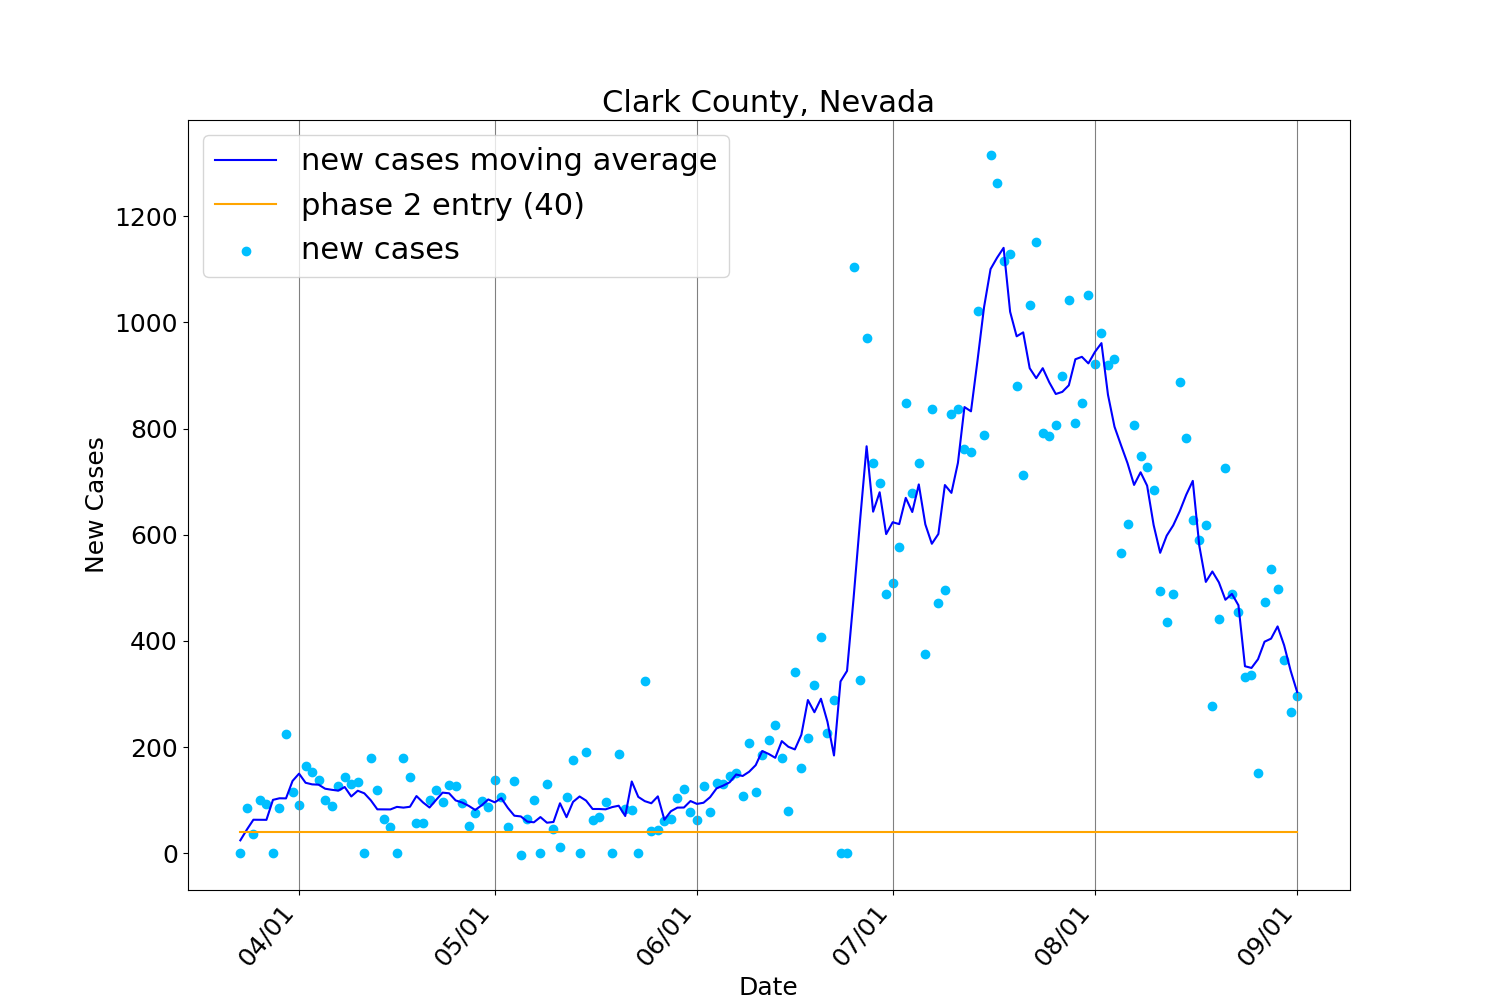 Clark County, Nevada
new cases moving average
phase 2 entry (40)
new cases
New Cases
1200
1000
800
600
400
200
0
04/01
05/01
06/01
07/01
08/01
09/01
Date